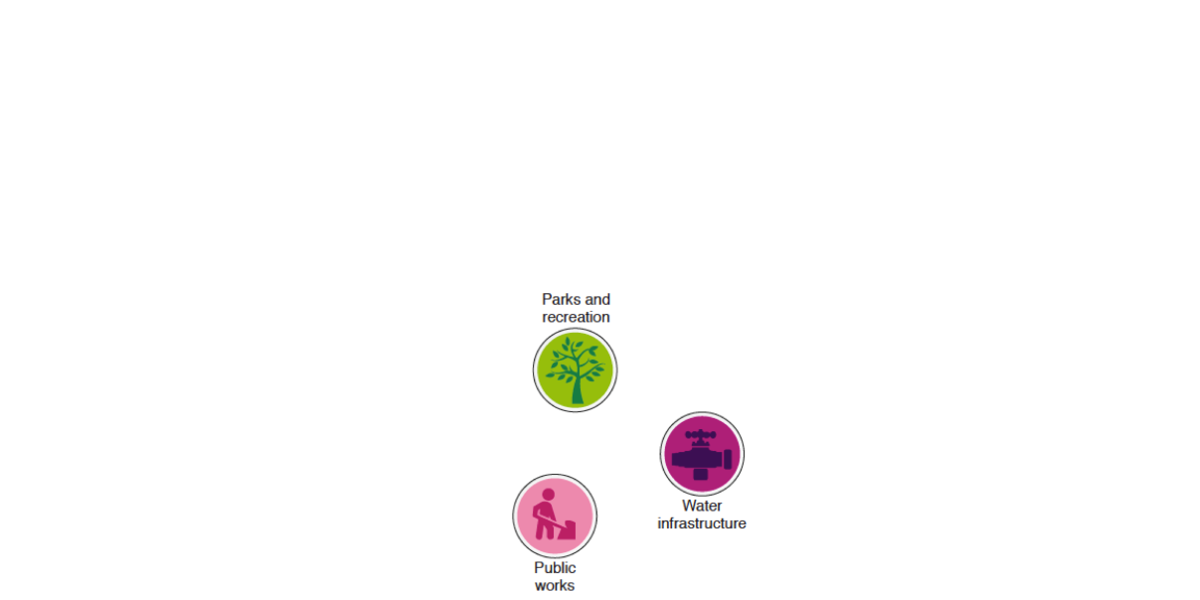 Parks and
recreation
Water
infrastructure
Public
works